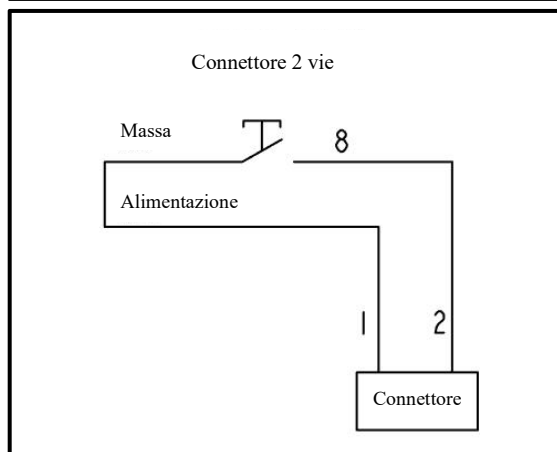 Connettore 2 vie
Massa
8
Alimentazione
1
2
Connettore